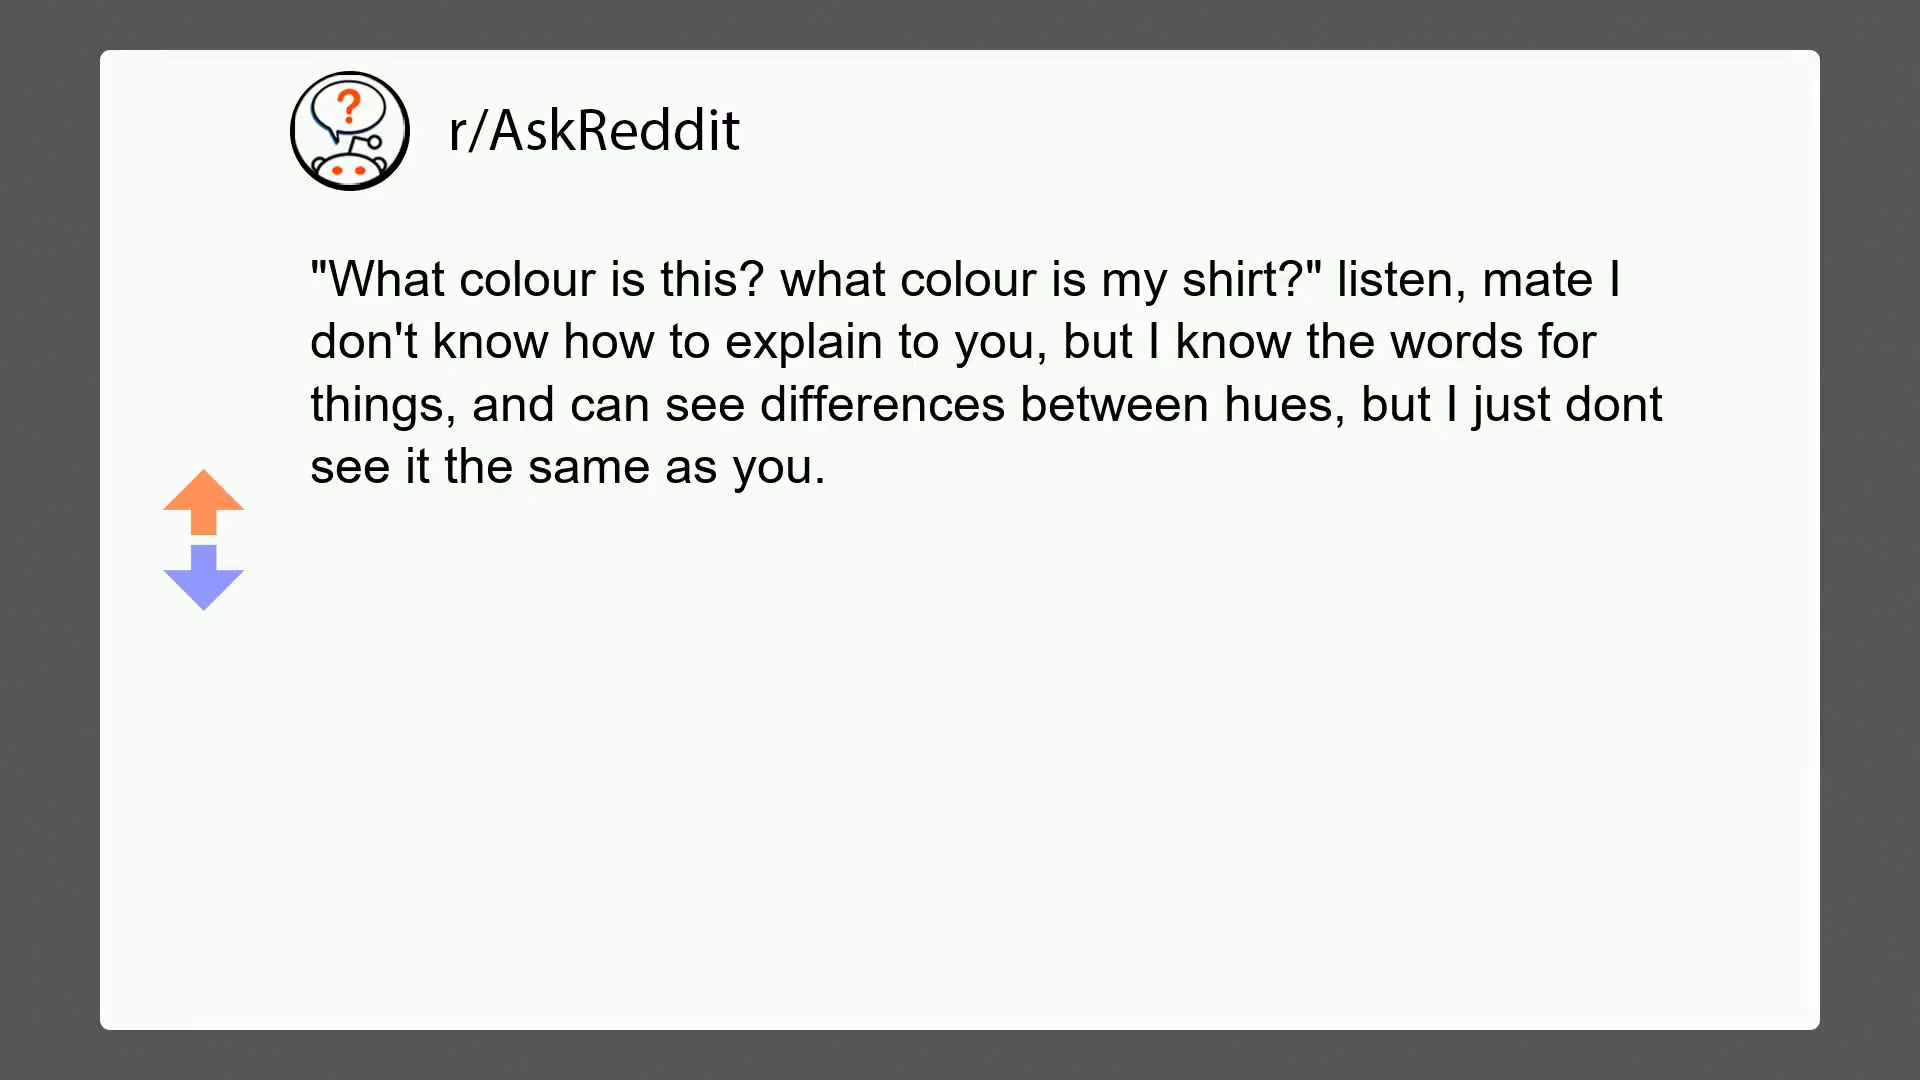 ?
r/AskReddit
"What colour is this? what colour is my shirt?" listen, mate I
don't know how to explain to you, but I know the words for
things, and can see differences between hues, but I just dont
see it the same as you.